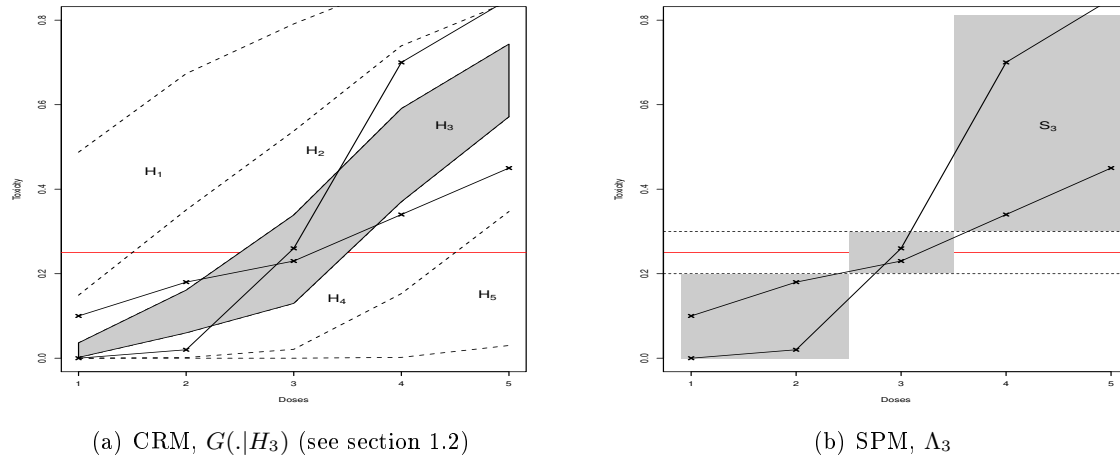 0.8
0.6
0.4
0.2
0.0
Toxicity
H1
H2
H3
H4
H5
1 2 3 4 5
Doses
(a) CRM, G(.|H3) (see section 1.2)
0.8
0.6
0.4
0.2
0.0
Toxicity
S3
1 2 3 4 5
Doses
(b) SPM, Λ3